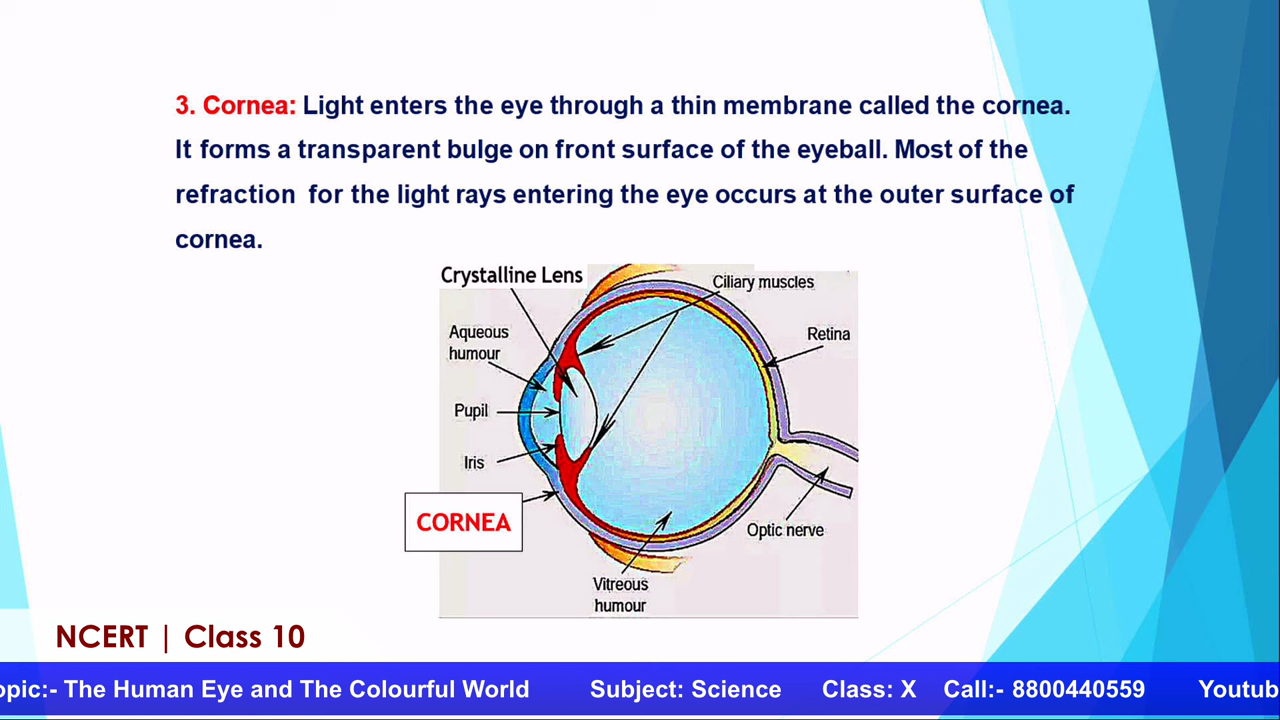 3. Cornea: Light enters the eye through a thin membrane called the cornea.
It forms a transparent bulge on front surface of the eyeball. Most of the
refraction for the light rays entering the eye occurs at the outer surface of
cornea.
Crystalline Lens
Ciliary muscles
Aqueous
humour
Retina
Pupil
Iris
CORNEA
Optic nerve
Vitreous
humour
NCERT | Class 10
opic:- The Human Eye and The Colourful World Subject: Science Class: X Call:- 8800440559 Youtub